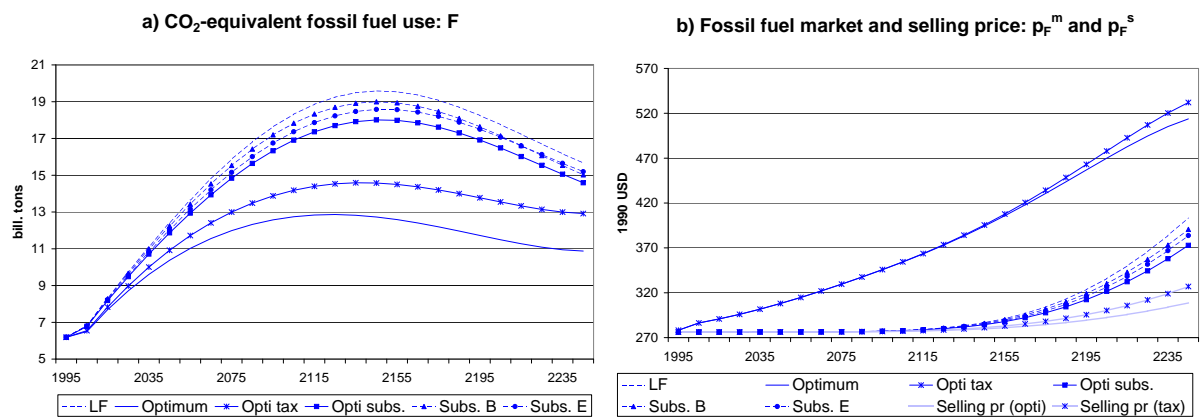 a) CO₂-equivalent fossil fuel use: F
21
19
17
15
13
11
9
7
5
bill. tons
1995 2035 2075 2115 2155 2195 2235
LF Optimum Opti tax Opti subs. Subs. B Subs. E
b) Fossil fuel market and selling price: p_F^m and p_F^s
570
520
470
420
370
320
270
1990 USD
1995 2035 2075 2115 2155 2195 2235
LF Optimum Opti tax Opti subs.
Subs. B Subs. E Selling pr (opti) Selling pr (tax)